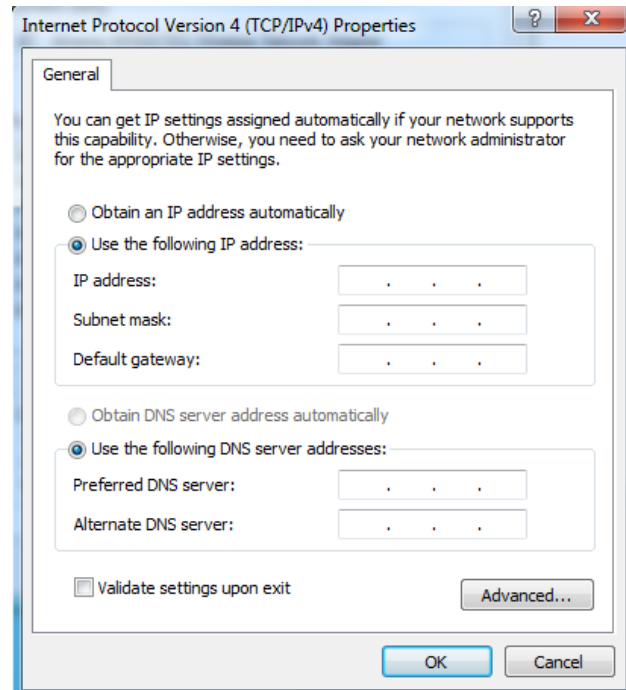 Internet Protocol Version 4 (TCP/IPv4) Properties
General
You can get IP settings assigned automatically if your network supports
this capability. Otherwise, you need to ask your network administrator
for the appropriate IP settings.
Obtain an IP address automatically
Use the following IP address:
IP address:
. . .
Subnet mask:
. . .
Default gateway:
. . .
Obtain DNS server address automatically
Use the following DNS server addresses:
Preferred DNS server:
. . .
Alternate DNS server:
. . .
Validate settings upon exit
Advanced...
OK
Cancel